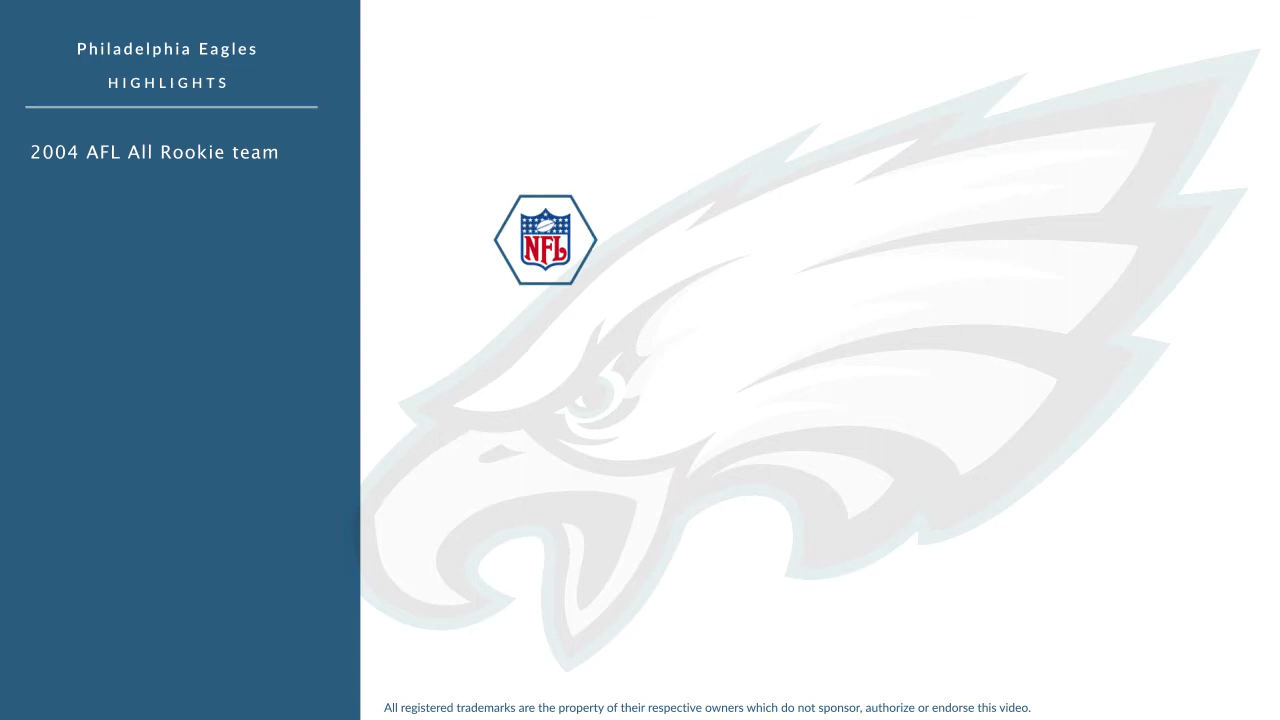 Philadelphia Eagles
HIGHLIGHTS
2004 AFL All Rookie team
NFL
All registered trademarks are the property of their respective owners which do not sponsor, authorize or endorse this video.